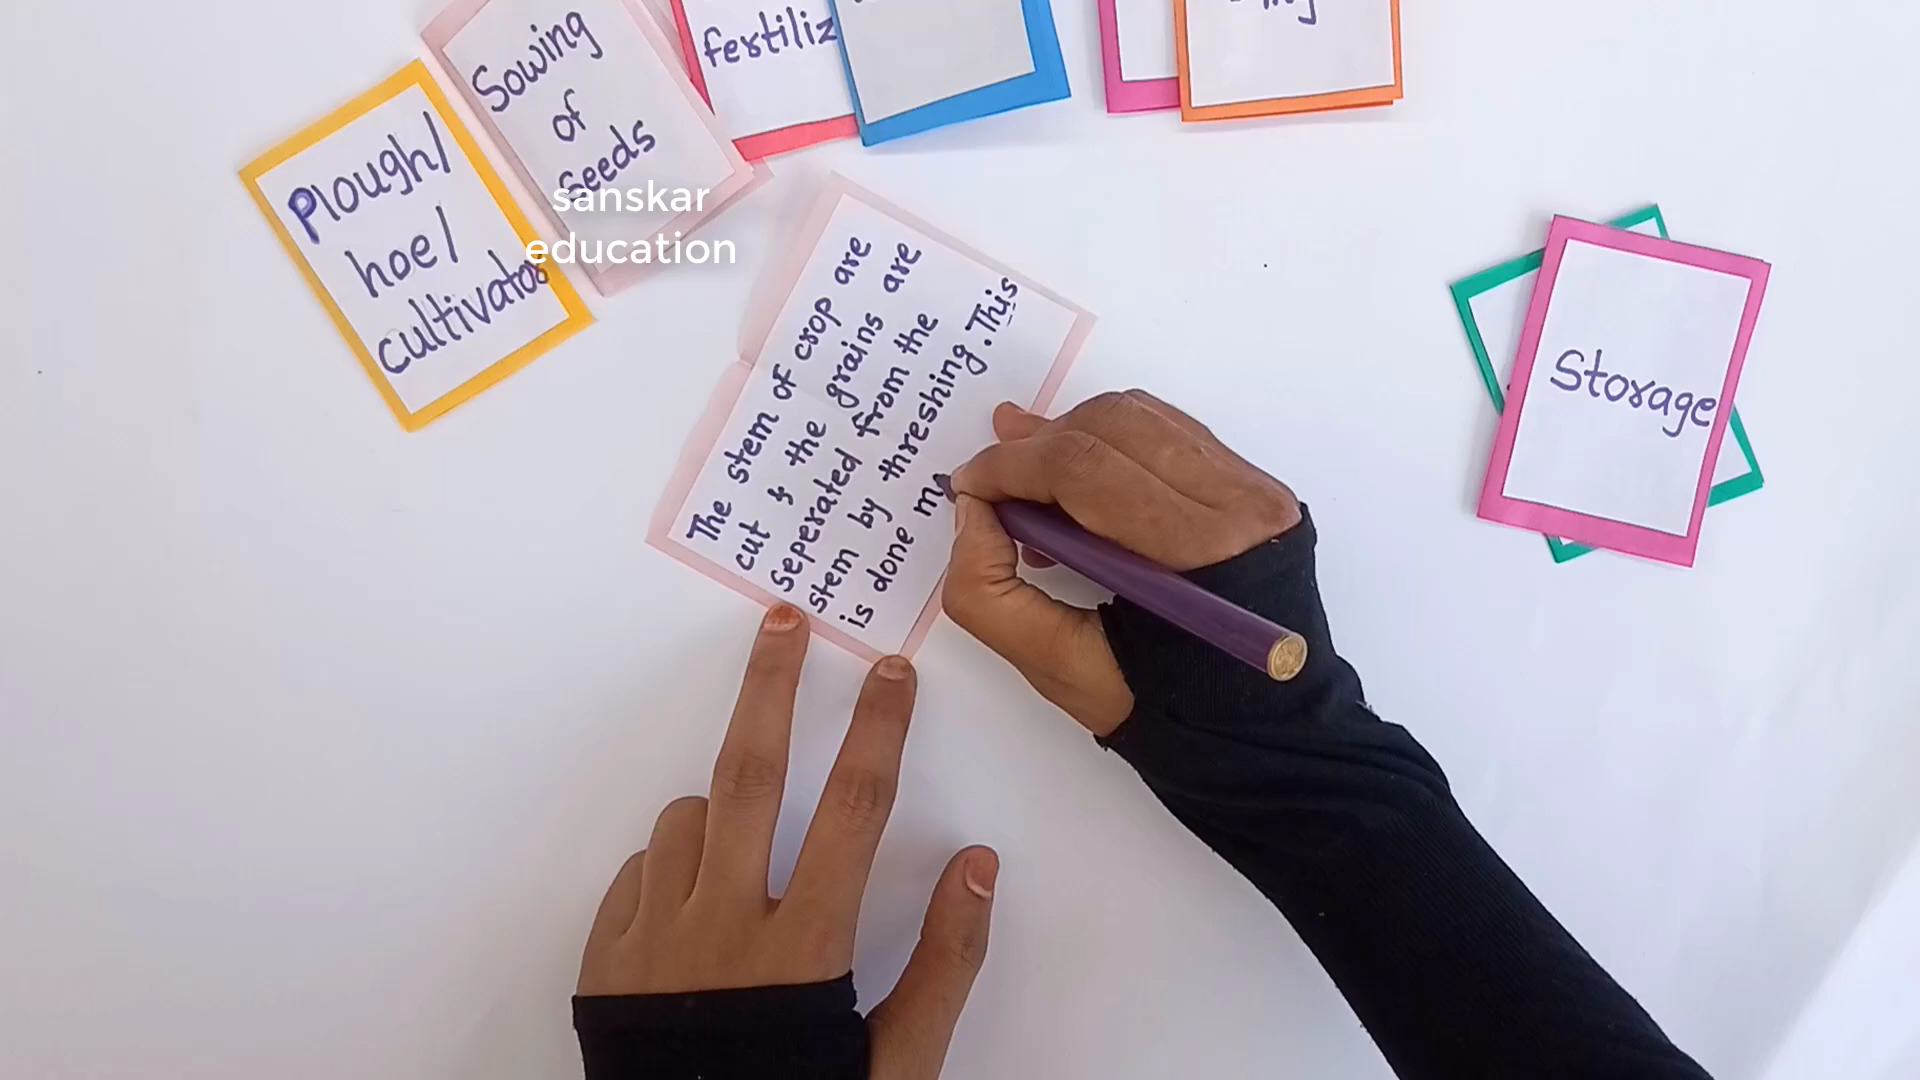 Plough/
hoe/
cultivator
Sowing
of
Seeds
fertiliz
sanskar
education
The stem of crop are
cut & the grains are
seperated from the
stem by threshing. This
is done m
Storage